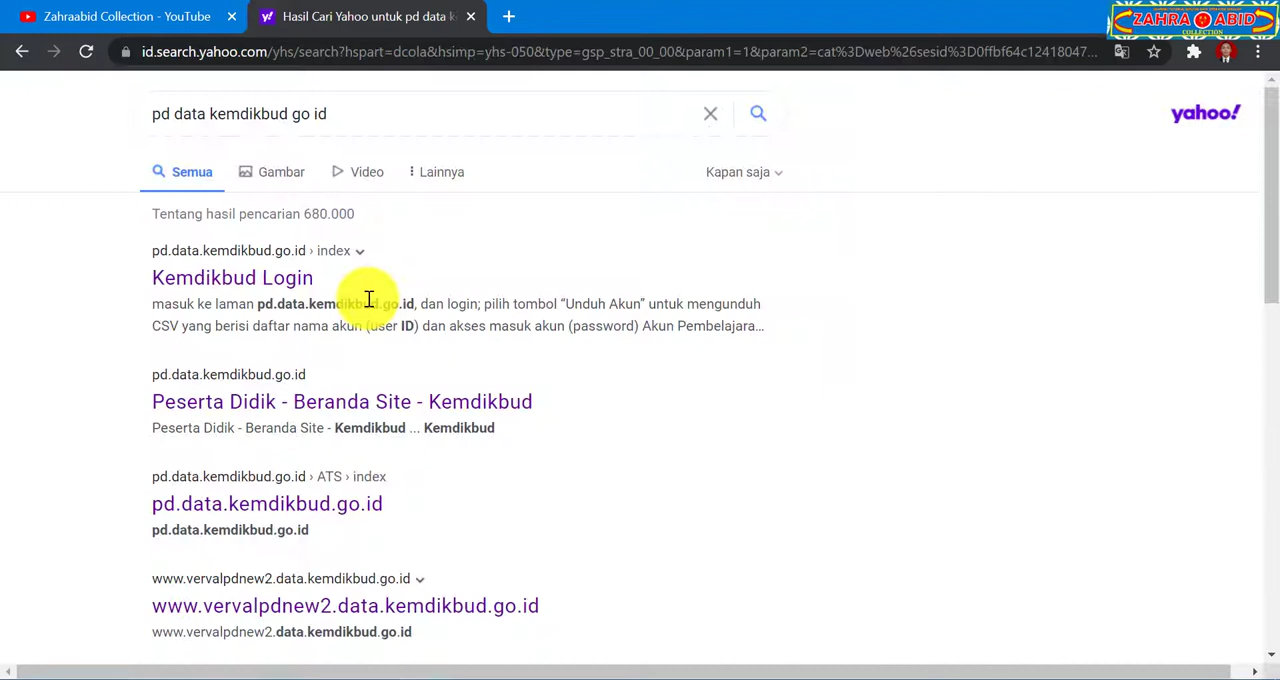 Zahraabid Collection - YouTube
Hasil Cari Yahoo untuk pd data k
ZAHRA ABID
COLLECTION
id.search.yahoo.com/yhs/search?hspart=dcola&hsimp=yhs-050&type=gsp_stra_00_00&param1=1&param2=cat%3Dweb%26sesid%3D0ffbf64c12418047...
pd data kemdikbud go id
yahoo!
Semua
Gambar
Video
Lainnya
Kapan saja
Tentang hasil pencarian 680.000
pd.data.kemdikbud.go.id › index
Kemdikbud Login
masuk ke laman pd.data.kemdikbud.go.id, dan login; pilih tombol “Unduh Akun” untuk mengunduh
CSV yang berisi daftar nama akun (user ID) dan akses masuk akun (password) Akun Pembelajara...
pd.data.kemdikbud.go.id
Peserta Didik - Beranda Site - Kemdikbud
Peserta Didik - Beranda Site - Kemdikbud ... Kemdikbud
pd.data.kemdikbud.go.id › ATS › index
pd.data.kemdikbud.go.id
pd.data.kemdikbud.go.id
www.vervalpdnew2.data.kemdikbud.go.id
www.vervalpdnew2.data.kemdikbud.go.id
www.vervalpdnew2.data.kemdikbud.go.id